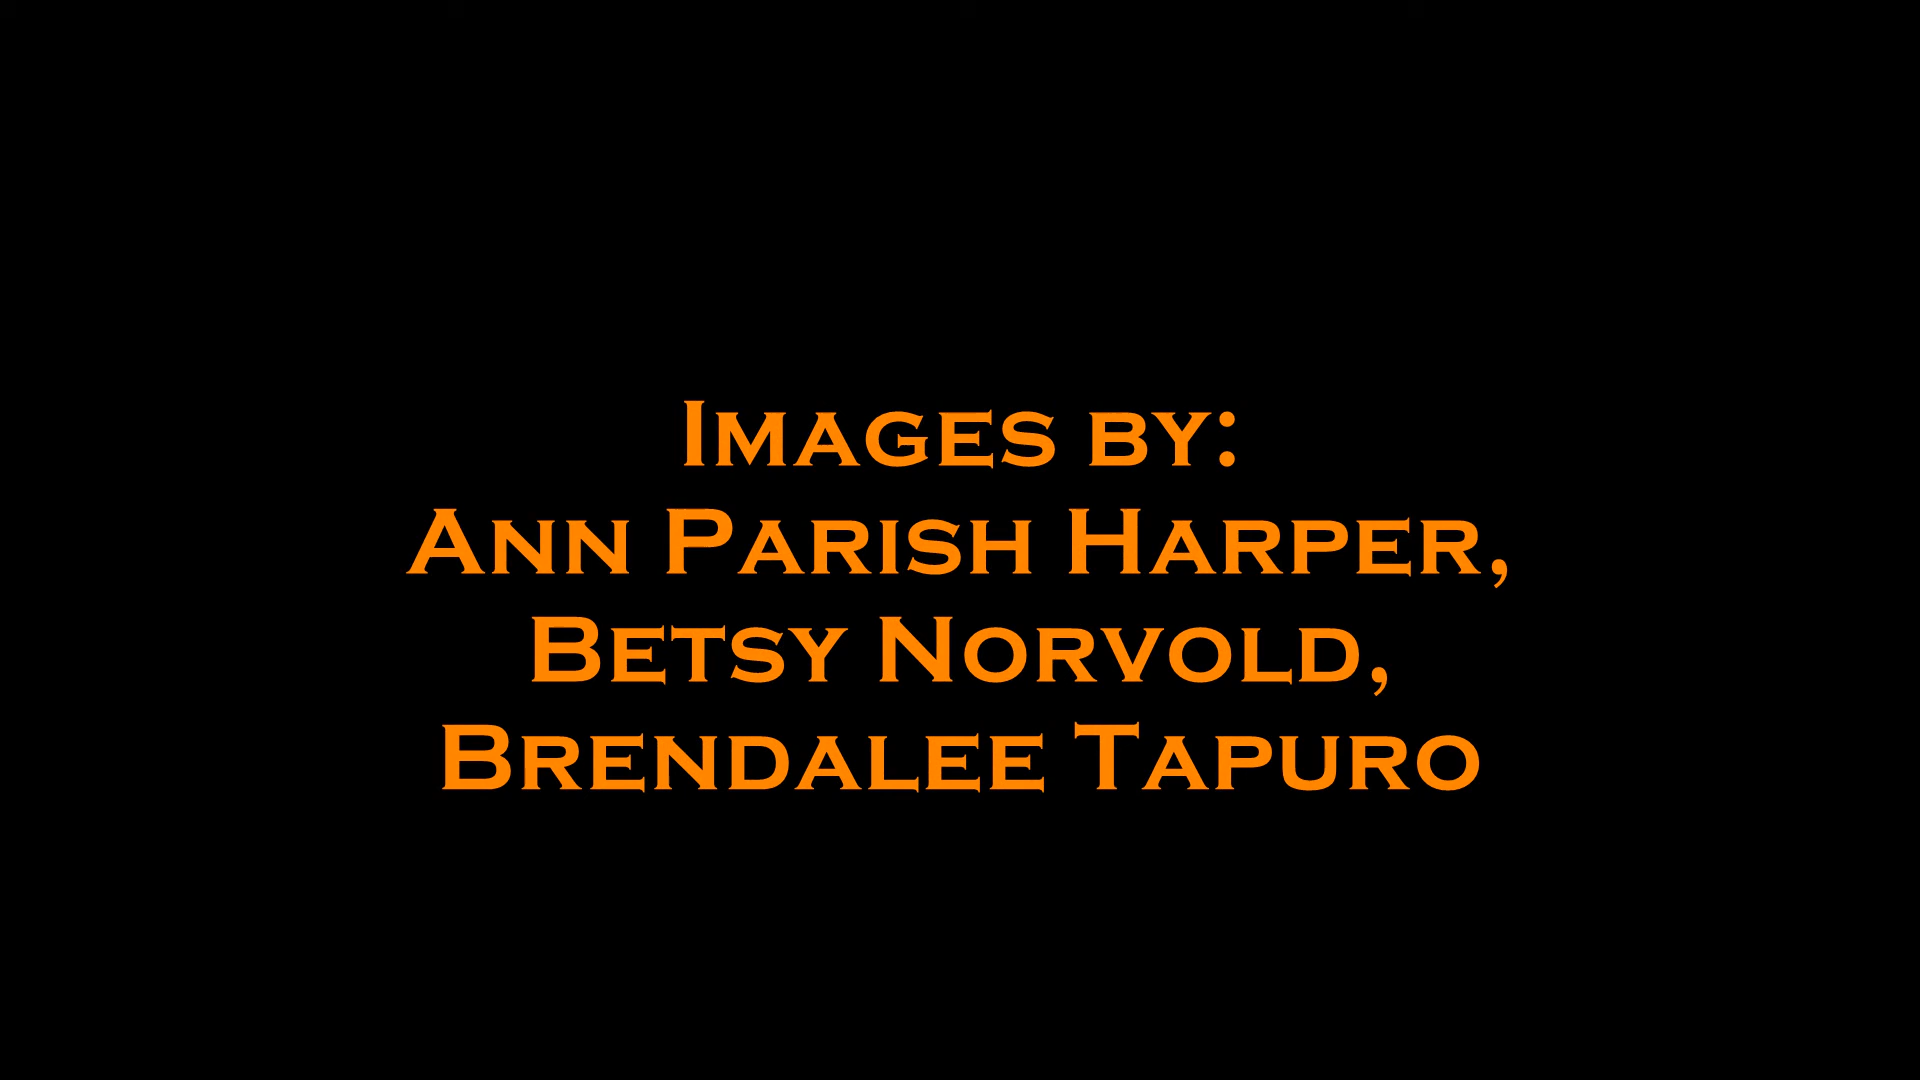 Images by:
Ann Parish Harper,
Betsy Norvold,
Brendalee Tapuro